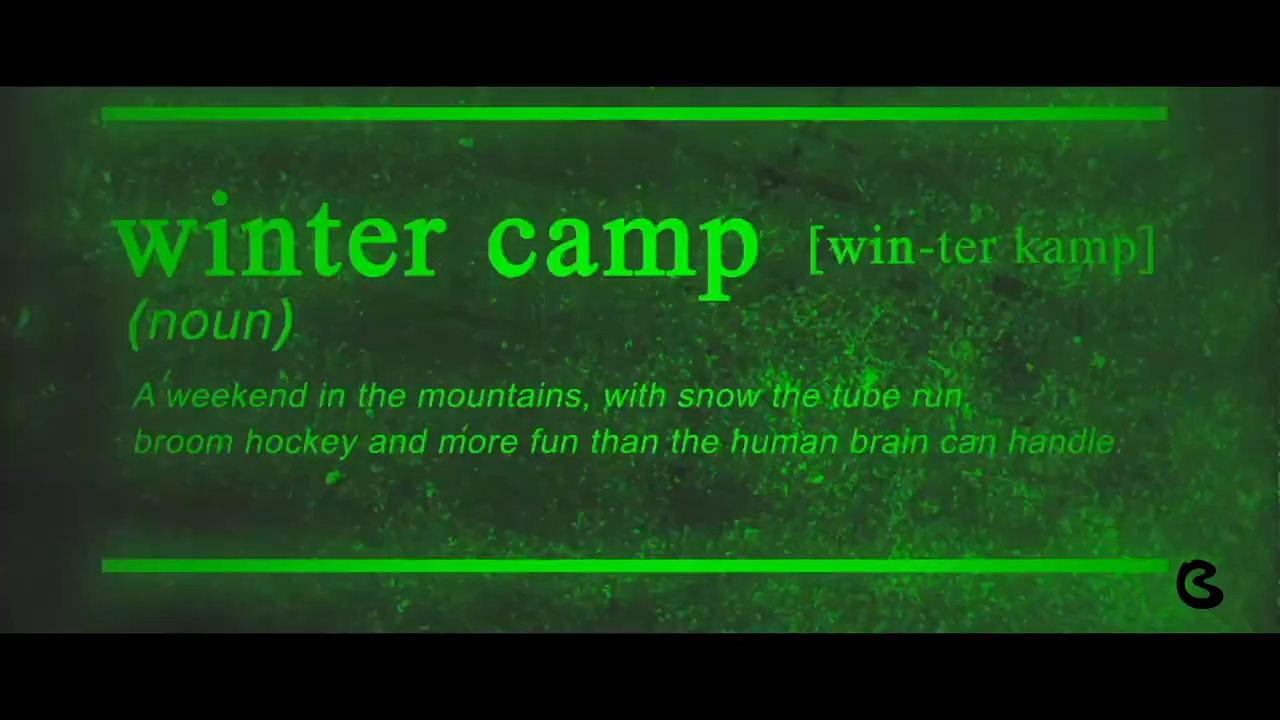 winter camp [win-ter kamp]
(noun)
A weekend in the mountains, with snow the tube run,
broom hockey and more fun than the human brain can handle.